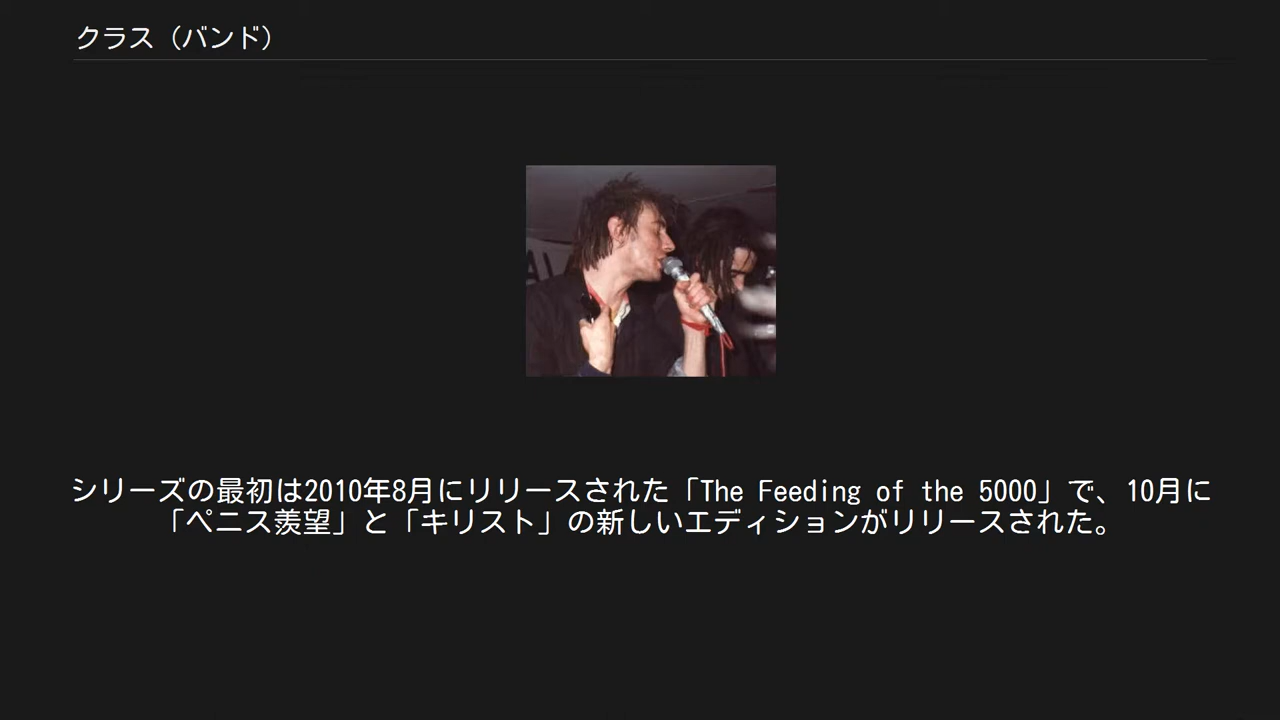 クラス（バンド）
AL
シリーズの最初は2010年8月にリリースされた「The Feeding of the 5000」で、10月に
「ペニス羨望」と「キリスト」の新しいエディションがリリースされた。